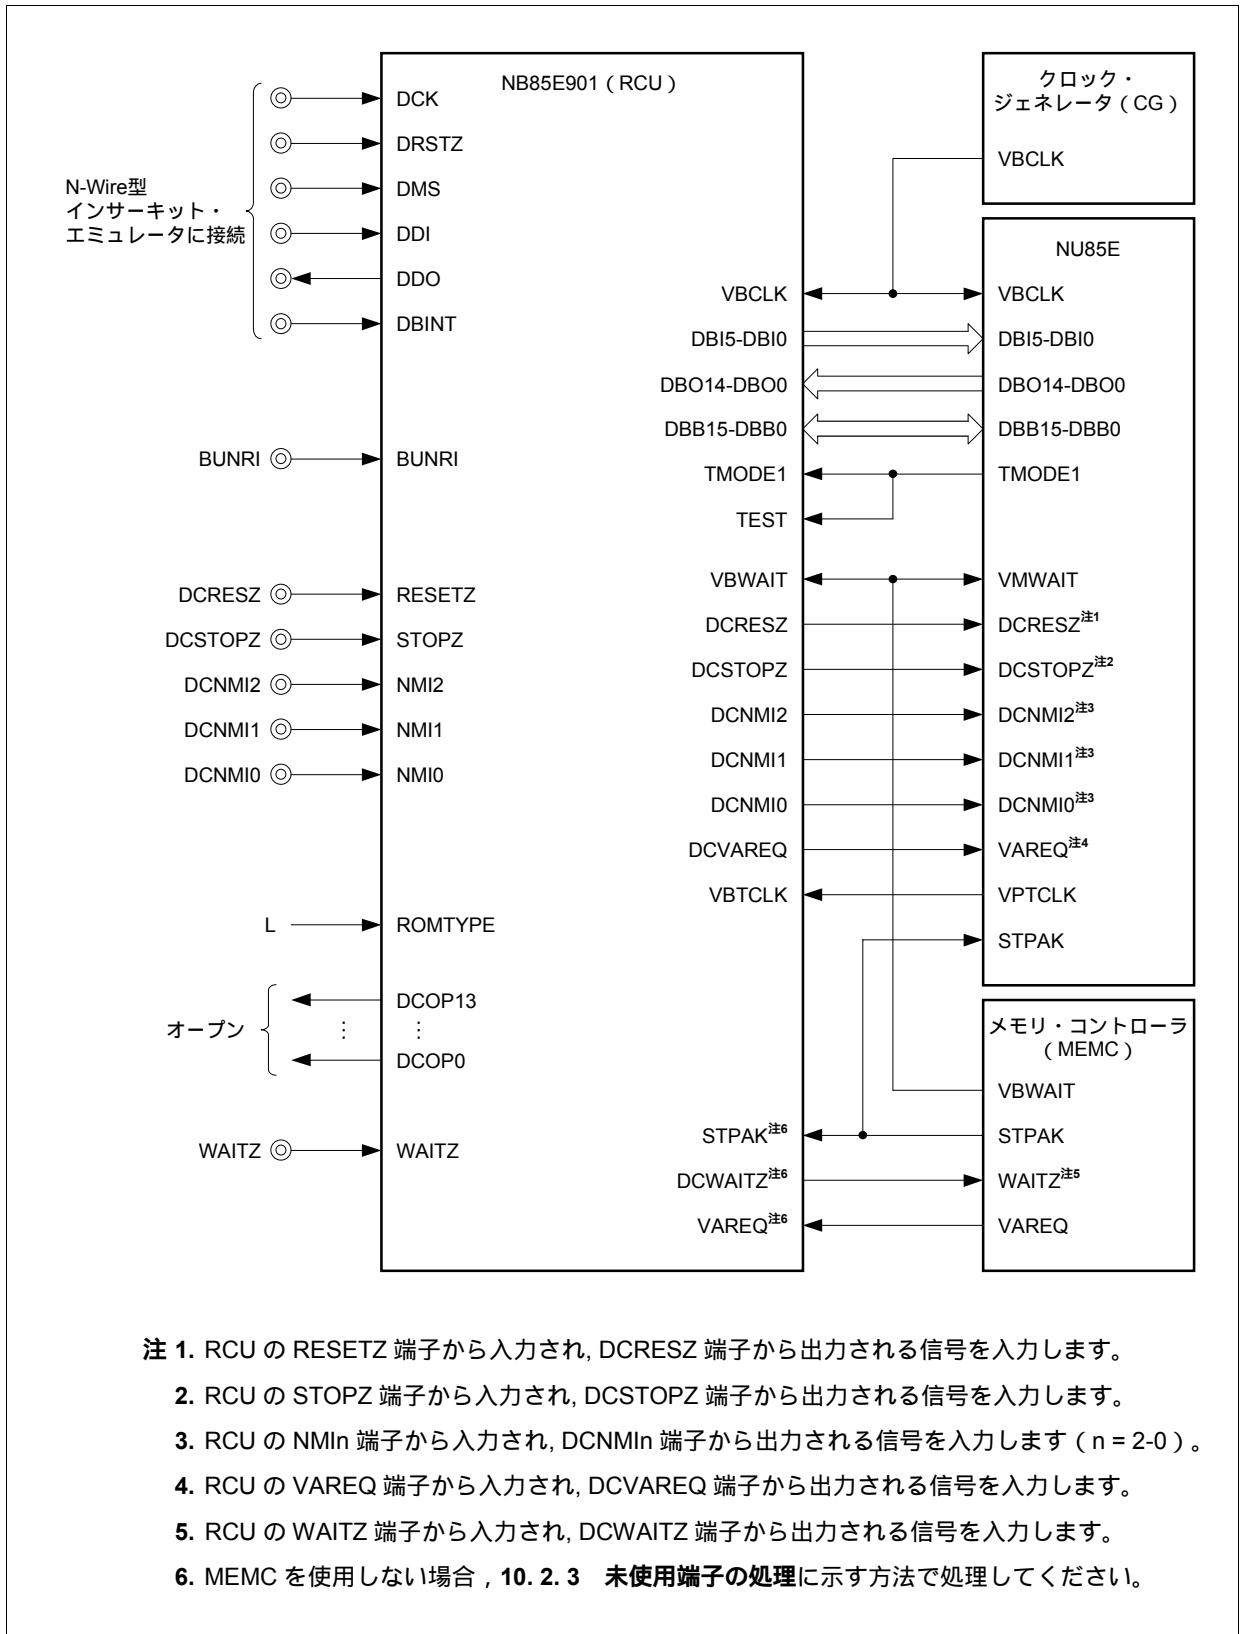 NB85E901（RCU）
DCK
DRSTZ
DMS
DDI
DDO
DBINT
N-Wire型
インサーキット・
エミュレータに接続
BUNRI
BUNRI
DCRESZ
RESETZ
DCSTOPZ
STOPZ
DCNMI2
NMI2
DCNMI1
NMI1
DCNMI0
NMI0
L
ROMTYPE
オープン
DCOP13
⋮ ⋮
DCOP0
WAITZ
WAITZ
VBCLK
DBI5-DBI0
DBO14-DBO0
DBB15-DBB0
TMODE1
TEST
VBWAIT
DCRESZ
DCSTOPZ
DCNMI2
DCNMI1
DCNMI0
DCVAREQ
VBTCLK
STPAK注6
DCWAITZ注6
VAREQ注6
クロック・
ジェネレータ（CG）
VBCLK
NU85E
VBCLK
DBI5-DBI0
DBO14-DBO0
DBB15-DBB0
TMODE1
VMWAIT
DCRESZ注1
DCSTOPZ注2
DCNMI2注3
DCNMI1注3
DCNMI0注3
VAREQ注4
VPTCLK
STPAK
メモリ・コントローラ
（MEMC）
VBWAIT
STPAK
WAITZ注5
VAREQ
注 1. RCU の RESETZ 端子から入力され, DCRESZ 端子から出力される信号を入力します。
2. RCU の STOPZ 端子から入力され, DCSTOPZ 端子から出力される信号を入力します。
3. RCU の NMIn 端子から入力され, DCNMIn 端子から出力される信号を入力します（n = 2-0）。
4. RCU の VAREQ 端子から入力され, DCVAREQ 端子から出力される信号を入力します。
5. RCU の WAITZ 端子から入力され, DCWAITZ 端子から出力される信号を入力します。
6. MEMC を使用しない場合，10. 2. 3　未使用端子の処理に示す方法で処理してください。